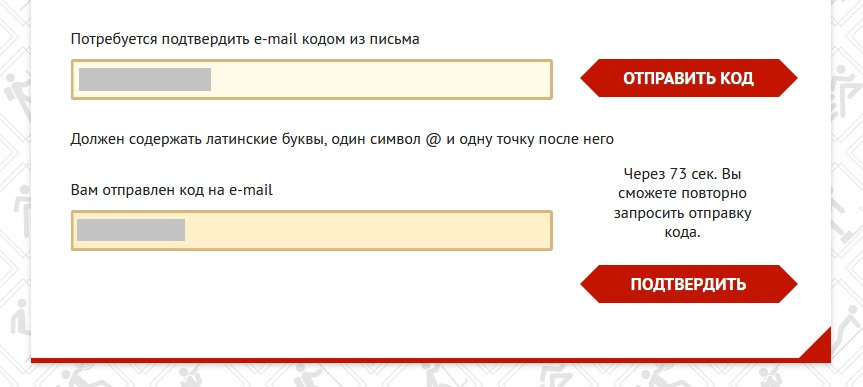 Потребуется подтвердить e-mail кодом из письма
ОТПРАВИТЬ КОД
Должен содержать латинские буквы, один символ @ и одну точку после него
Вам отправлен код на e-mail
Через 73 сек. Вы
сможете повторно
запросить отправку
кода.
ПОДТВЕРДИТЬ